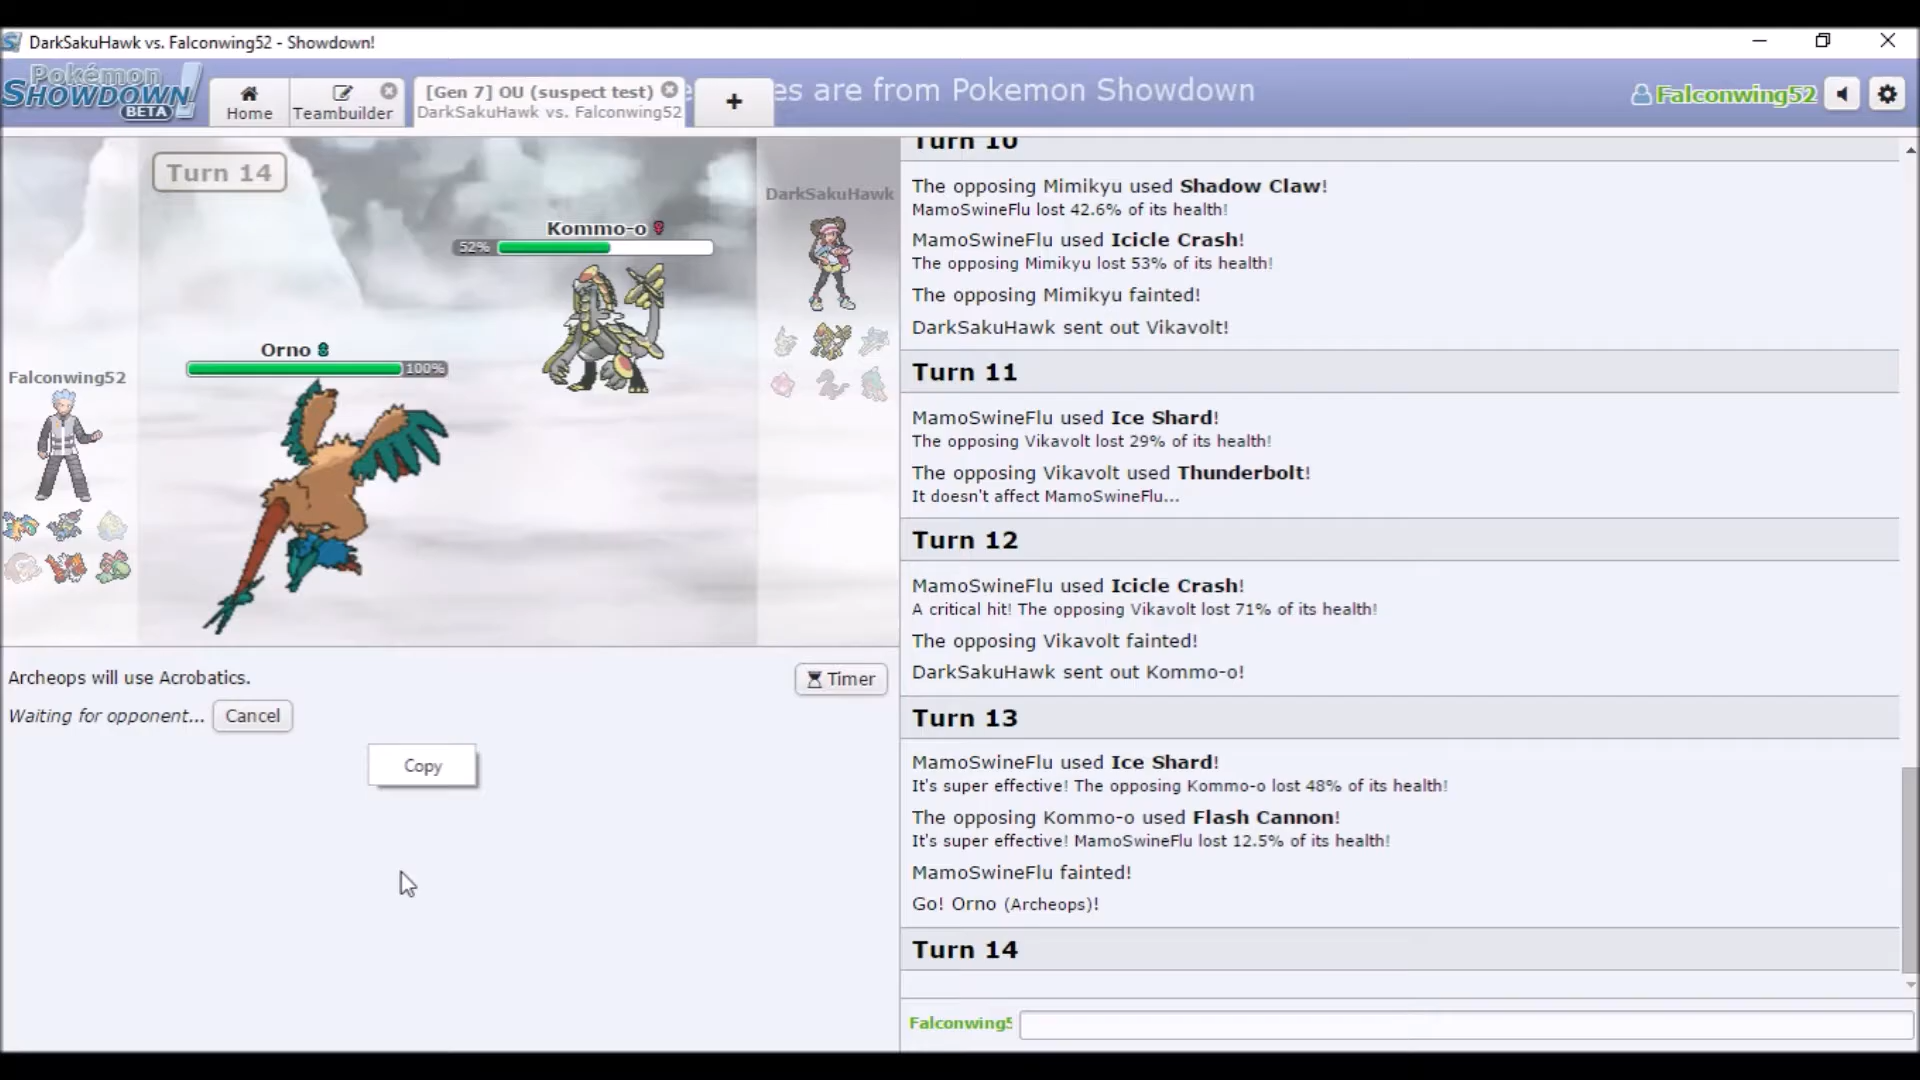 DarkSakuHawk vs. Falconwing52 - Showdown!
Pokémon
SHOWDOWN!
BETA
Home
Teambuilder
[Gen 7] OU (suspect test)
DarkSakuHawk vs. Falconwing52
+
es are from Pokemon Showdown
Falconwing52
Turn 14
DarkSakuHawk
Kommo-o
52%
Orno
100%
Falconwing52
Archeops will use Acrobatics.
Timer
Waiting for opponent...
Cancel
Copy
Turn 10
The opposing Mimikyu used Shadow Claw!
MamoSwineFlu lost 42.6% of its health!
MamoSwineFlu used Icicle Crash!
The opposing Mimikyu lost 53% of its health!
The opposing Mimikyu fainted!
DarkSakuHawk sent out Vikavolt!
Turn 11
MamoSwineFlu used Ice Shard!
The opposing Vikavolt lost 29% of its health!
The opposing Vikavolt used Thunderbolt!
It doesn't affect MamoSwineFlu...
Turn 12
MamoSwineFlu used Icicle Crash!
A critical hit! The opposing Vikavolt lost 71% of its health!
The opposing Vikavolt fainted!
DarkSakuHawk sent out Kommo-o!
Turn 13
MamoSwineFlu used Ice Shard!
It's super effective! The opposing Kommo-o lost 48% of its health!
The opposing Kommo-o used Flash Cannon!
It's super effective! MamoSwineFlu lost 12.5% of its health!
MamoSwineFlu fainted!
Go! Orno (Archeops)!
Turn 14
Falconwing5